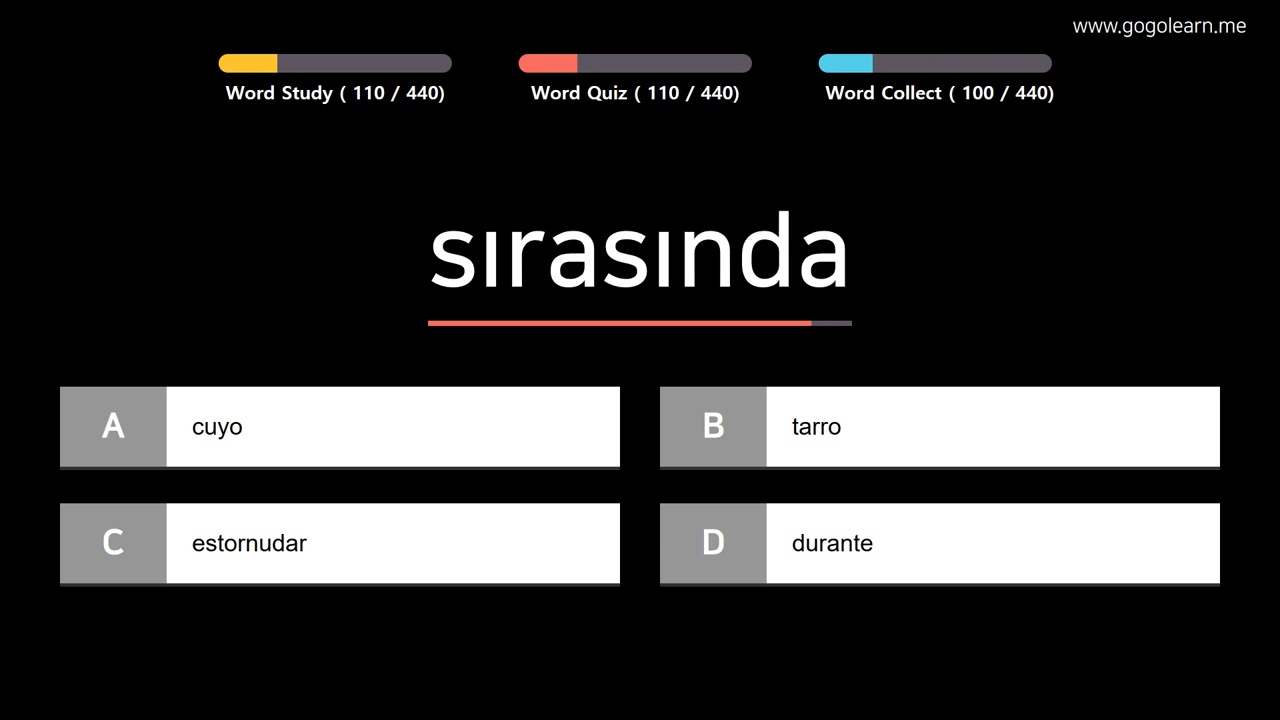 www.gogolearn.me
Word Study ( 110 / 440)
Word Quiz ( 110 / 440)
Word Collect ( 100 / 440)
sırasında
A cuyo
B tarro
C estornudar
D durante